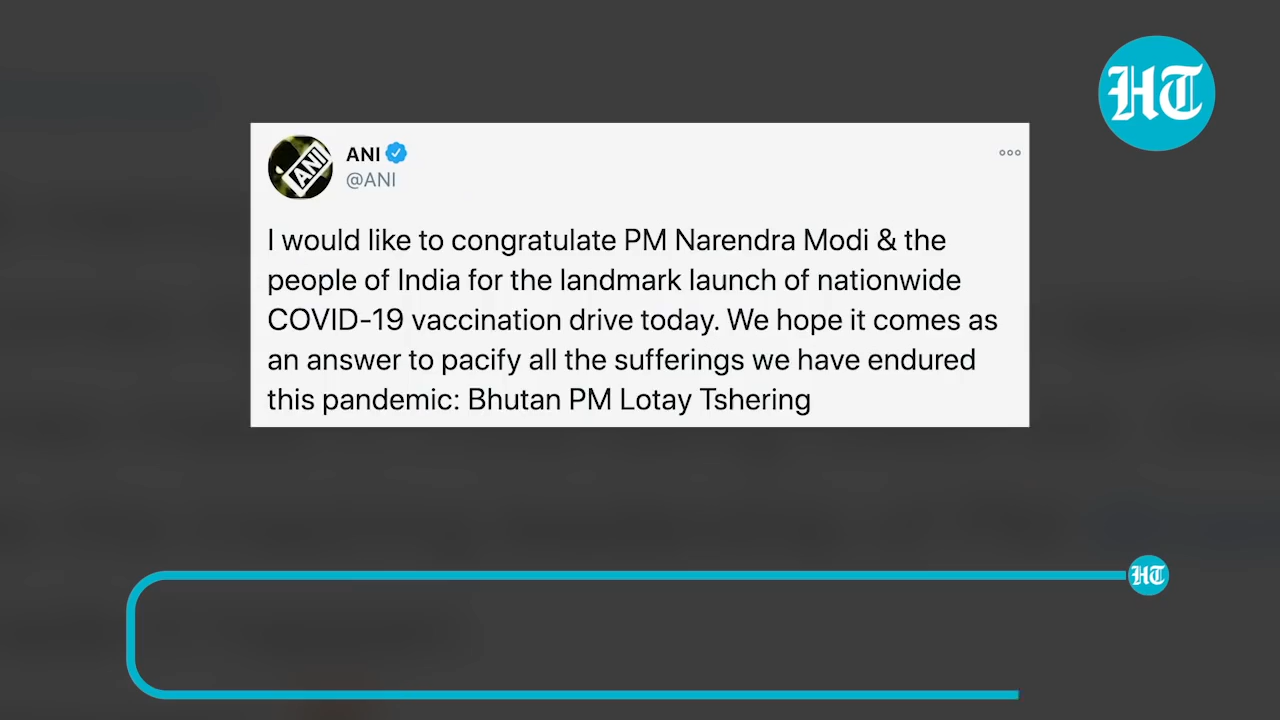 HT
ANI
ANI
@ANI
I would like to congratulate PM Narendra Modi & the
people of India for the landmark launch of nationwide
COVID-19 vaccination drive today. We hope it comes as
an answer to pacify all the sufferings we have endured
this pandemic: Bhutan PM Lotay Tshering
HT